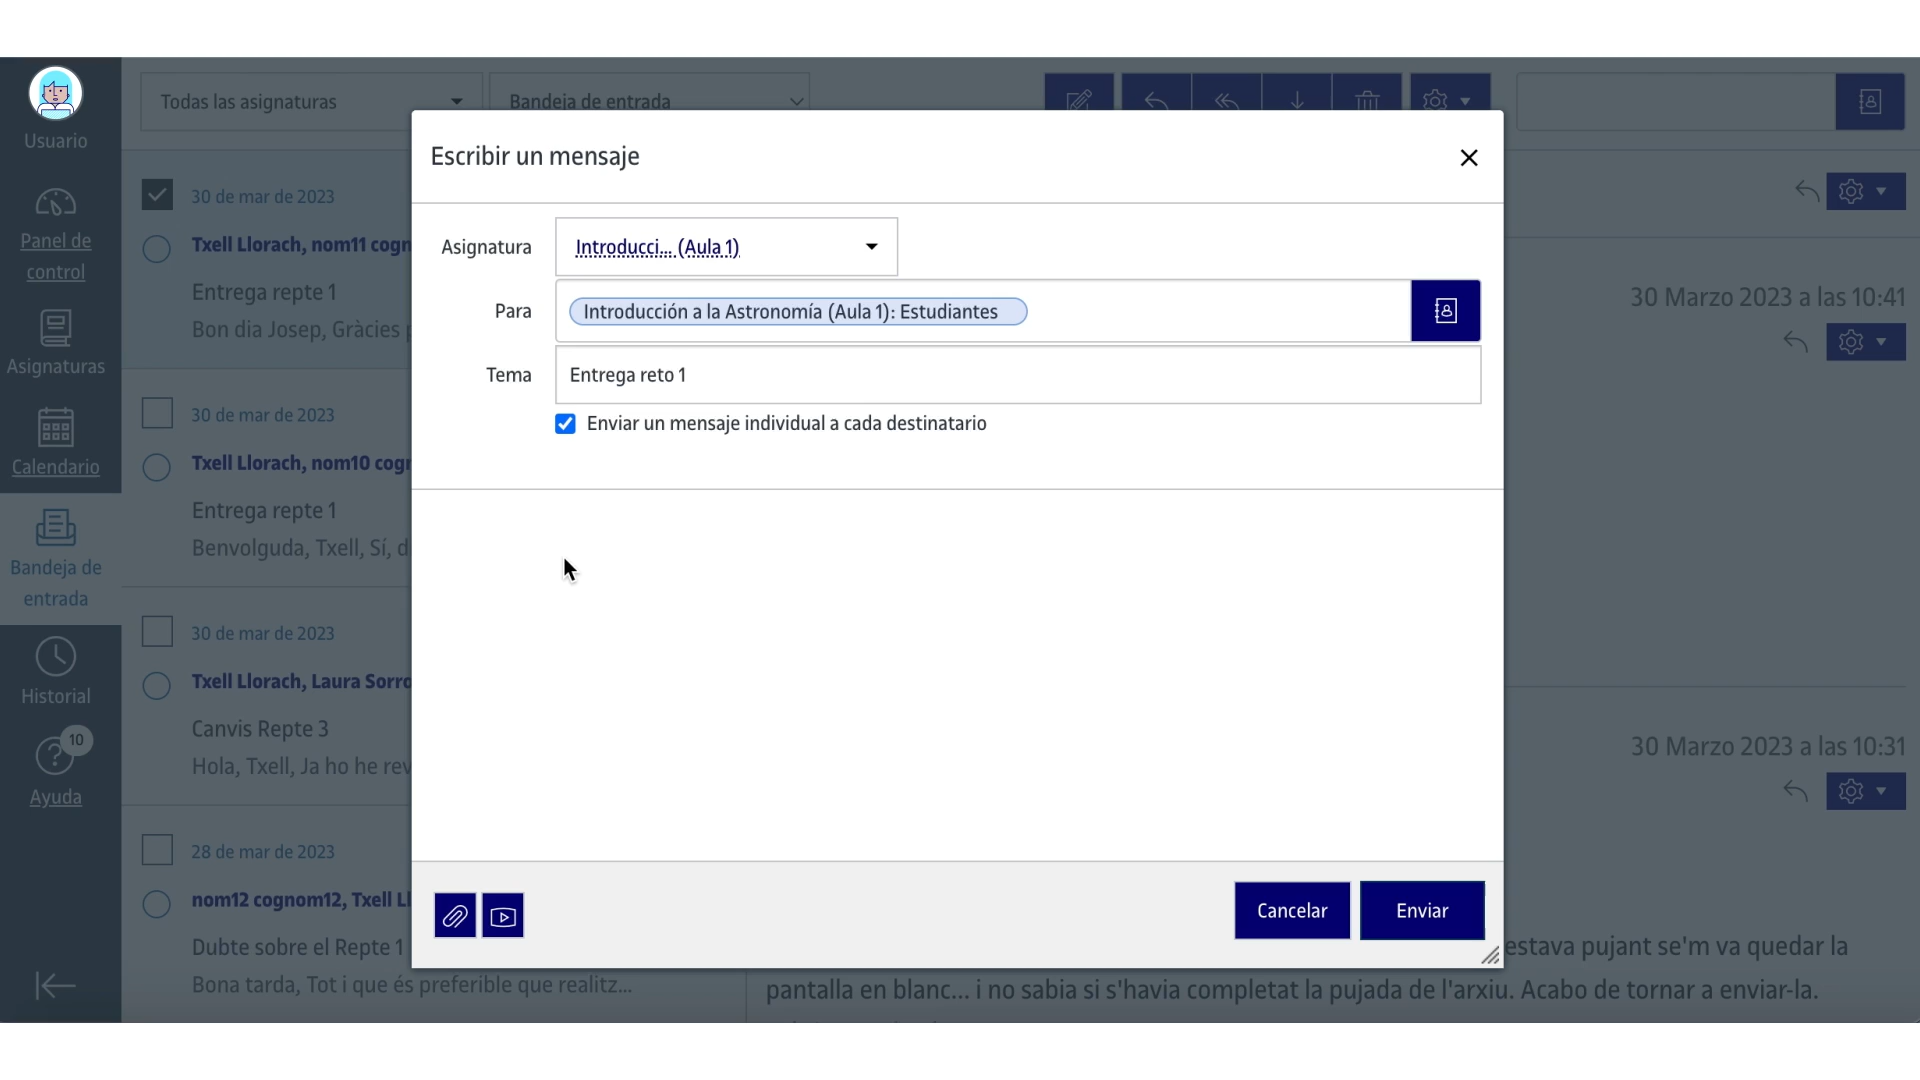 Todas las asignaturas
Bandeja de entrada
Usuario
Panel de
control
Asignaturas
Calendario
Bandeja de
entrada
Historial
10
Ayuda
30 de mar de 2023
Txell Llorach, nom11 cogn
Entrega repte 1
Bon dia Josep, Gràcies
30 de mar de 2023
Txell Llorach, nom10 cogn
Entrega repte 1
Benvolguda, Txell, Sí, d
30 de mar de 2023
Txell Llorach, Laura Sorro
Canvis Repte 3
Hola, Txell, Ja ho he rev
28 de mar de 2023
nom12 cognom12, Txell Ll
Dubte sobre el Repte 1
Bona tarda, Tot i que és preferible que realitz...
Escribir un mensaje
Asignatura
Introducci... (Aula 1)
Para
Introducción a la Astronomía (Aula 1): Estudiantes
Tema
Entrega reto 1
Enviar un mensaje individual a cada destinatario
Cancelar
Enviar
30 Marzo 2023 a las 10:41
30 Marzo 2023 a las 10:31
estava pujant se'm va quedar la
pantalla en blanc... i no sabia si s'havia completat la pujada de l'arxiu. Acabo de tornar a enviar-la.